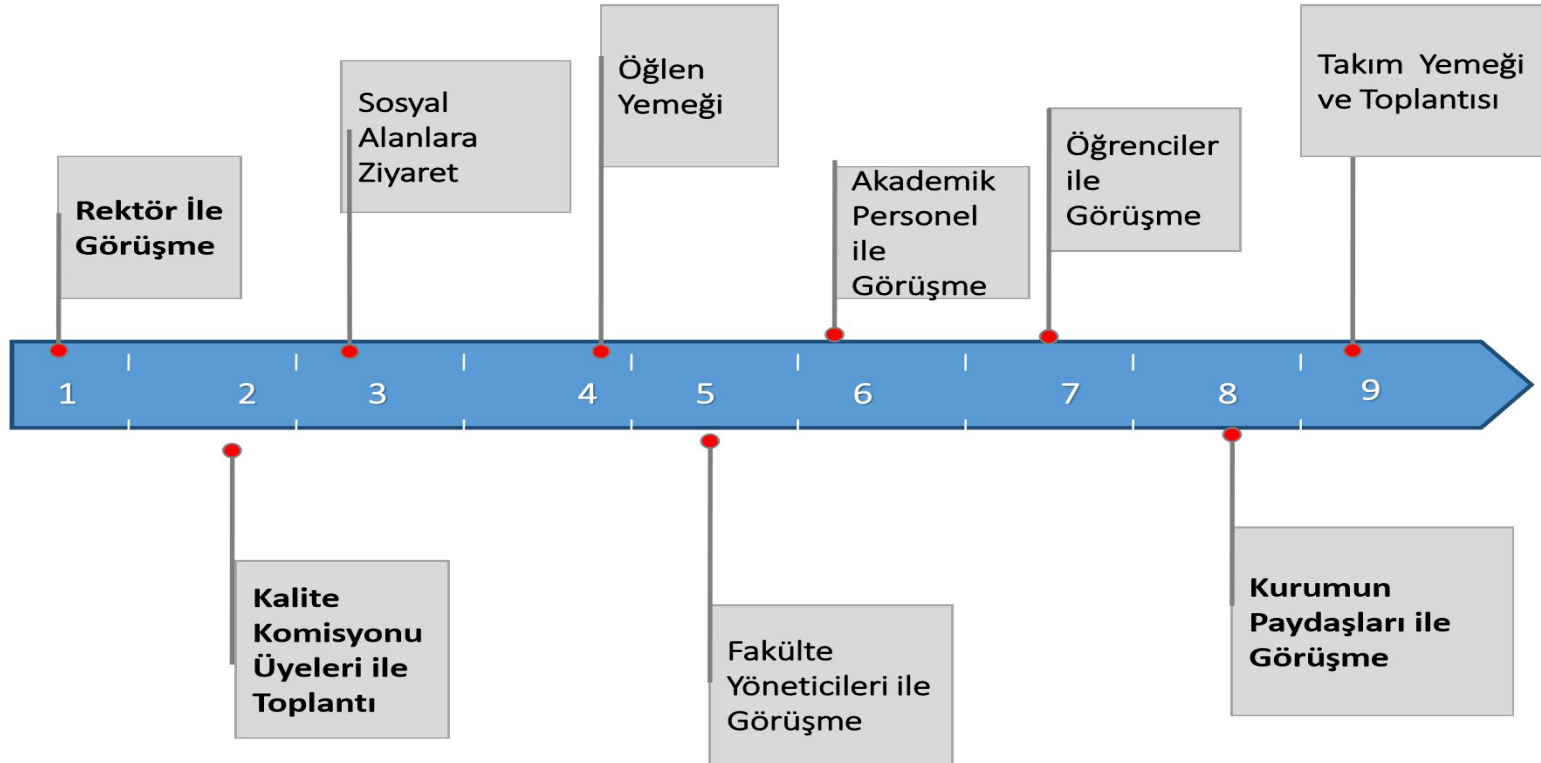 Rektör İle
Görüşme
Sosyal
Alanlara
Ziyaret
Öğlen
Yemeği
Akademik
Personel
ile
Görüşme
Öğrenciler
ile
Görüşme
Takım Yemeği
ve Toplantısı
1 2 3 4 5 6 7 8 9
Kalite
Komisyonu
Üyeleri ile
Toplantı
Fakülte
Yöneticileri ile
Görüşme
Kurumun
Paydaşları ile
Görüşme